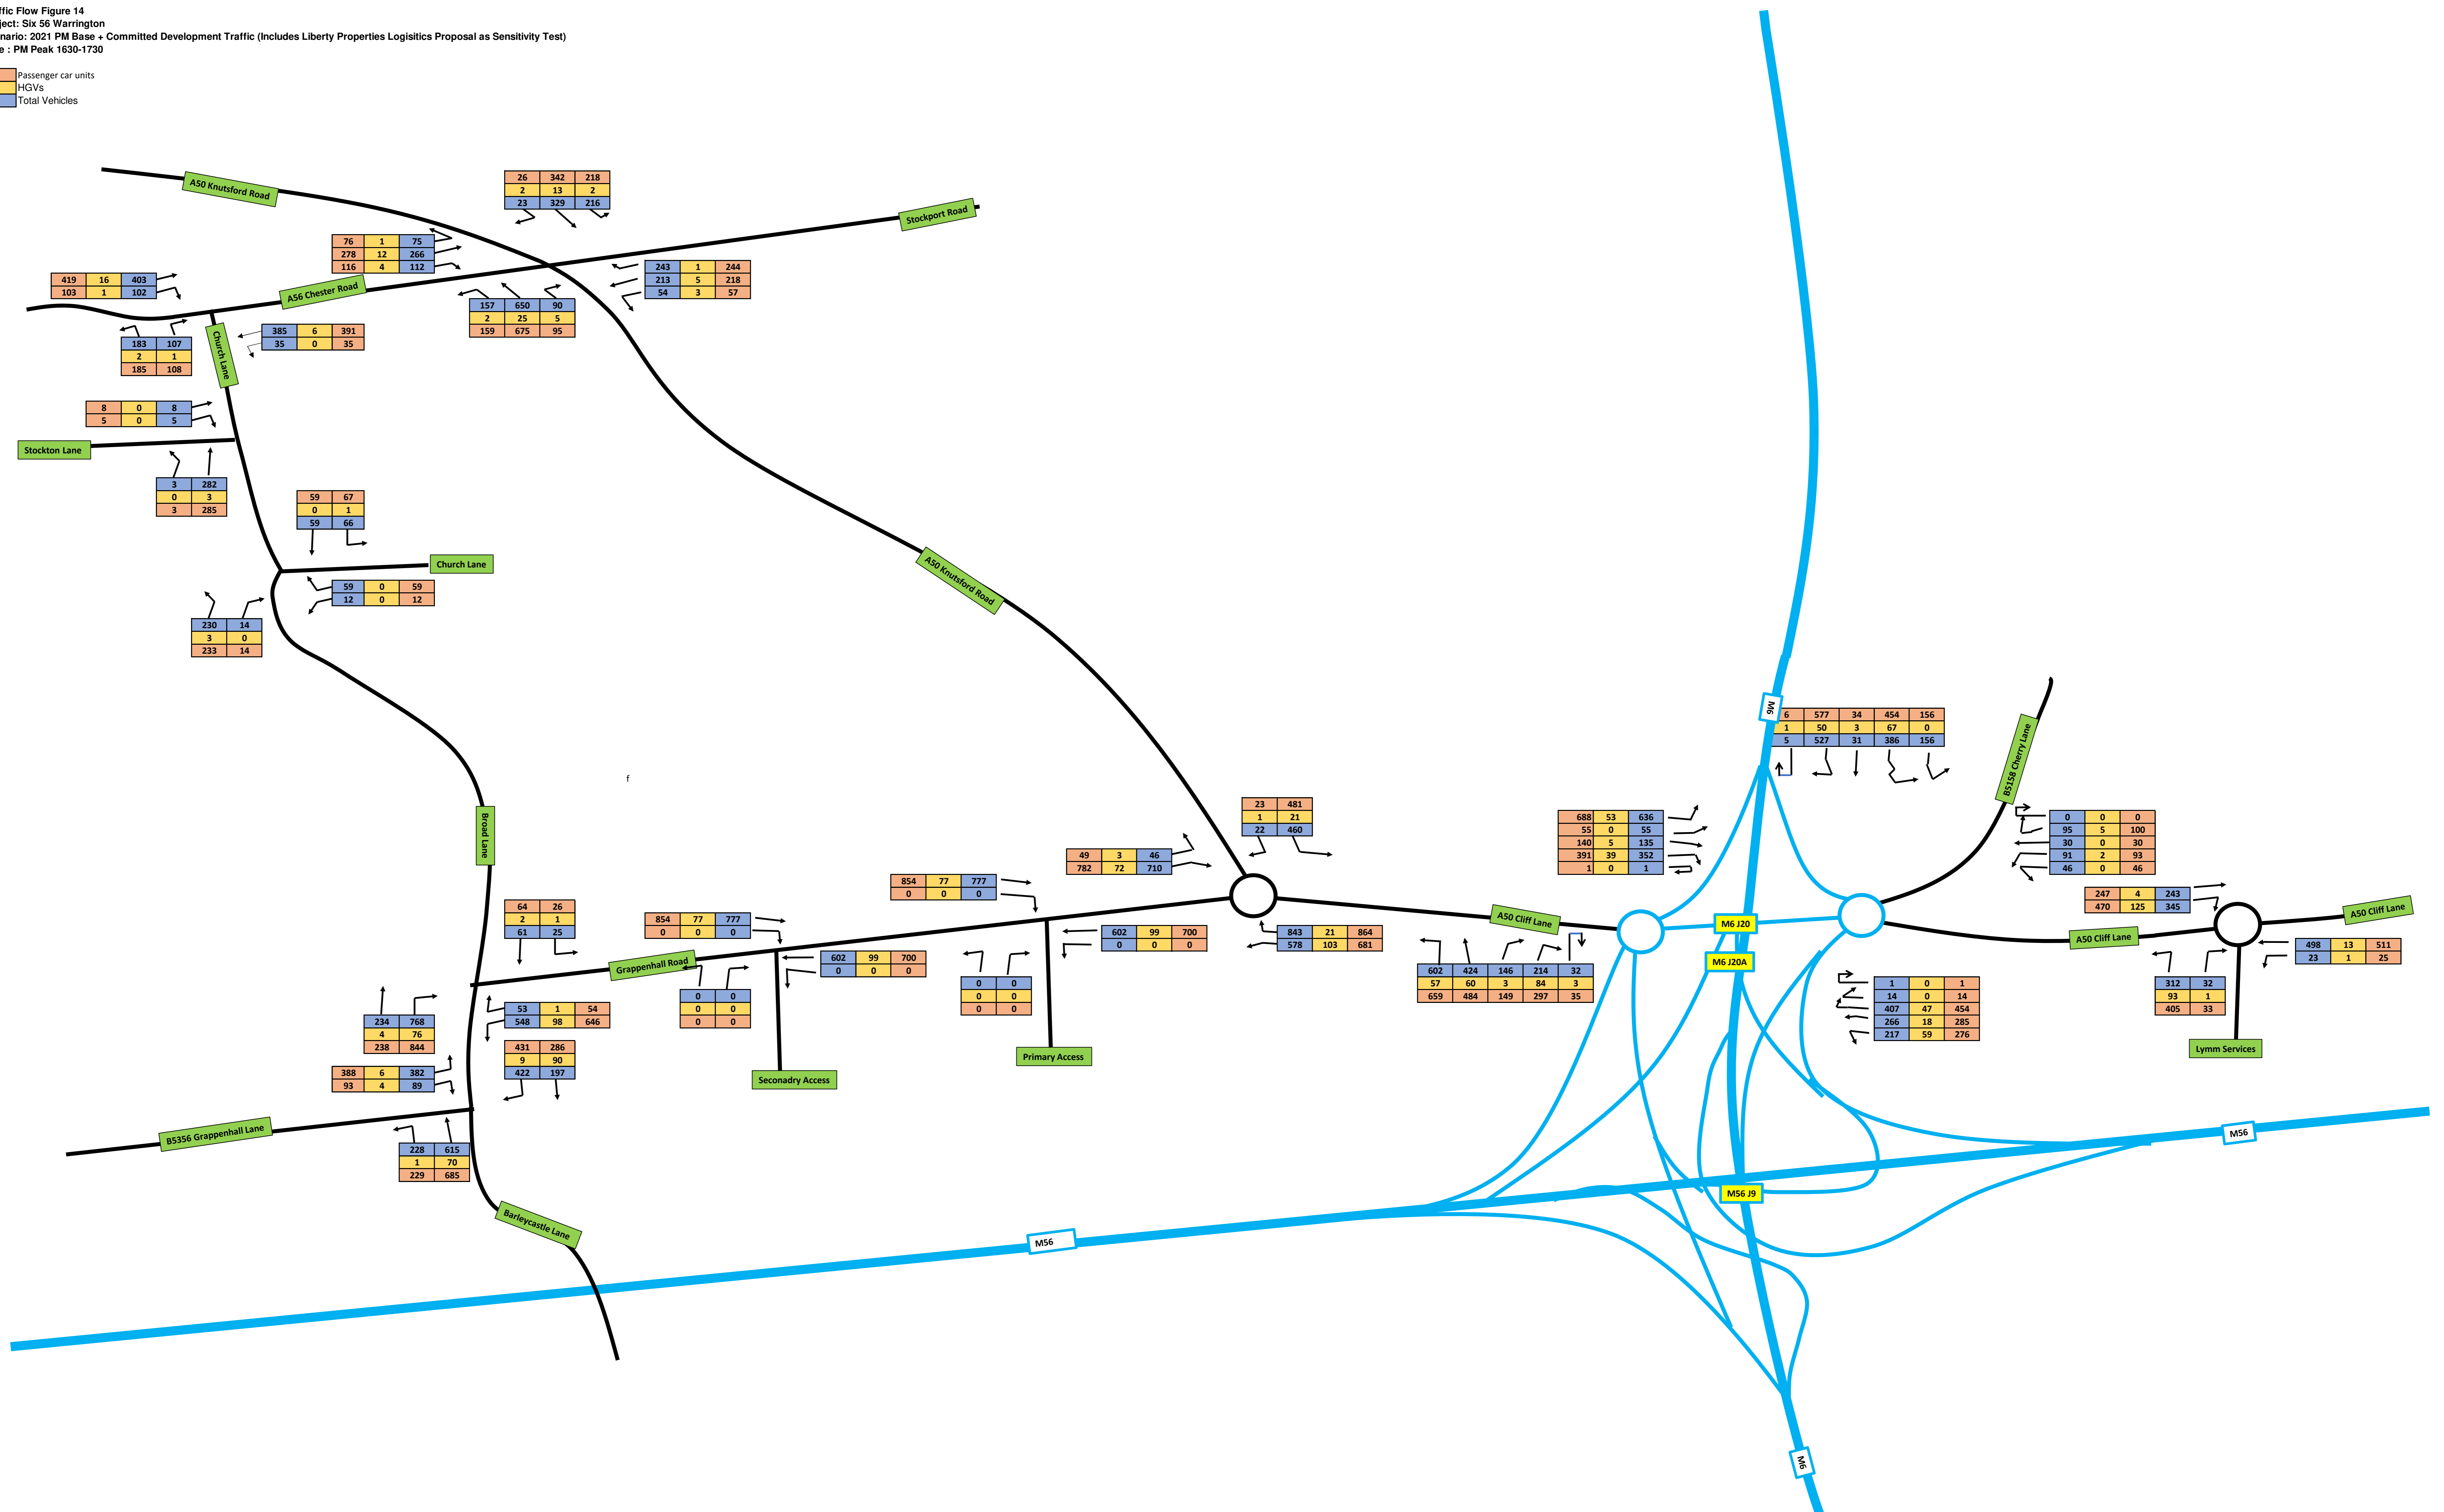 ffic Flow Figure 14
ject: Six 56 Warrington
nario: 2021 PM Base + Committed Development Traffic (Includes Liberty Properties Logisitics Proposal as Sensitivity Test)
e : PM Peak 1630-1730
Passenger car units
HGVs
Total Vehicles
A50 Knutsford Road
26 342 218
2 13 2
23 329 216
Stockport Road
76 1 75
278 12 266
116 4 112
243 1 244
213 5 218
54 3 57
419 16 403
103 1 102
A56 Chester Road
157 650 90
2 25 5
159 675 95
Church Lane
385 6 391
35 0 35
183 107
2 1
185 108
8 0 8
5 0 5
Stockton Lane
3 282
0 3
3 285
59 67
0 1
59 66
Church Lane
59 0 59
12 0 12
230 14
3 0
233 14
A50 Knutsford Road
M6
6 577 34 454 156
1 50 3 67 0
5 527 31 386 156
B5158 Cherry Lane
f
Broad Lane
23 481
1 21
22 460
688 53 636
55 0 55
140 5 135
391 39 352
1 0 1
0 0 0
95 5 100
30 0 30
91 2 93
46 0 46
49 3 46
782 72 710
854 77 777
0 0 0
247 4 243
470 125 345
64 26
2 1
61 25
854 77 777
0 0 0
A50 Cliff Lane
M6 J20
A50 Cliff Lane
A50 Cliff Lane
602 99 700
0 0 0
843 21 864
578 103 681
498 13 511
23 1 25
Grappenhall Road
602 99 700
0 0 0
M6 J20A
602 424 146 214 32
57 60 3 84 3
659 484 149 297 35
1 0 1
14 0 14
407 47 454
266 18 285
217 59 276
312 32
93 1
405 33
0 0
0 0
0 0
0 0
0 0
0 0
53 1 54
548 98 646
234 768
4 76
238 844
431 286
9 90
422 197
Primary Access
Lymm Services
388 6 382
93 4 89
Seconadry Access
B5356 Grappenhall Lane
228 615
1 70
229 685
M56
M56 J9
Barleycastle Lane
M56
M6